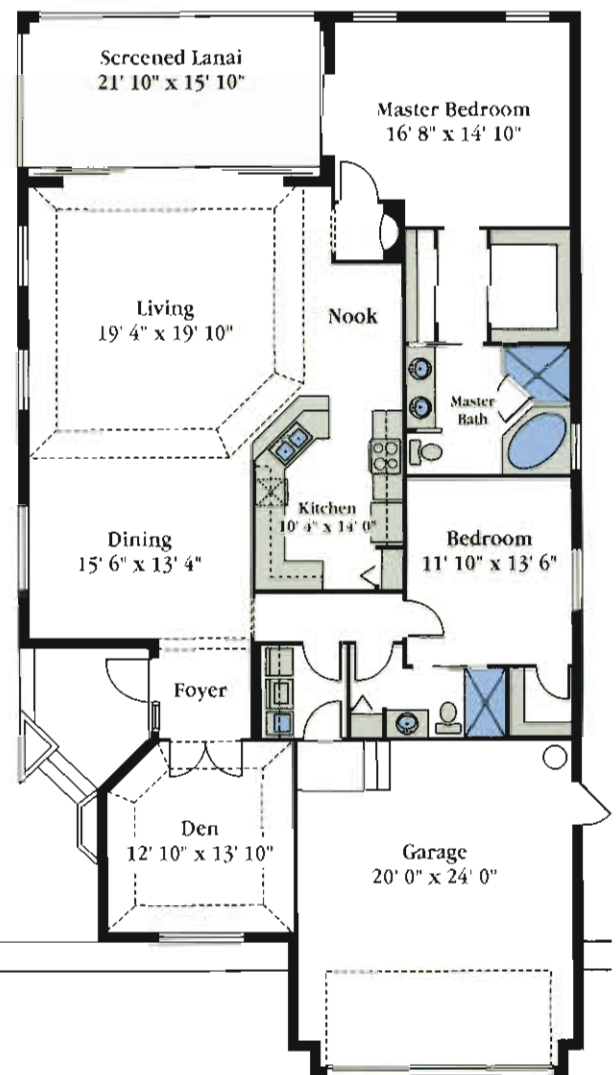 Screened Lanai
21' 10" x 15' 10"
Master Bedroom
16' 8" x 14' 10"
Living
19' 4" x 19' 10"
Nook
Master
Bath
Kitchen
10' 4" x 14' 0"
Dining
15' 6" x 13' 4"
Bedroom
11' 10" x 13' 6"
Foyer
Den
12' 10" x 13' 10"
Garage
20' 0" x 24' 0"